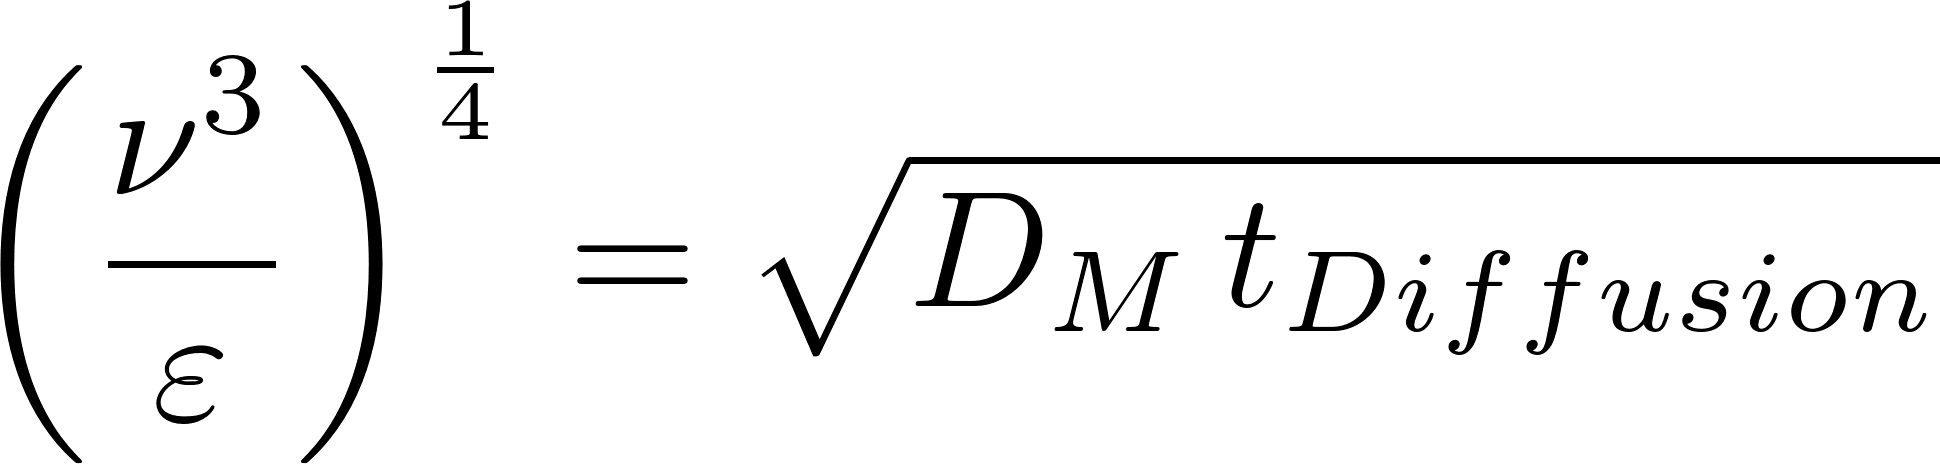 (ν³/ε)^(1/4) = √(D_M t_Diffusion)